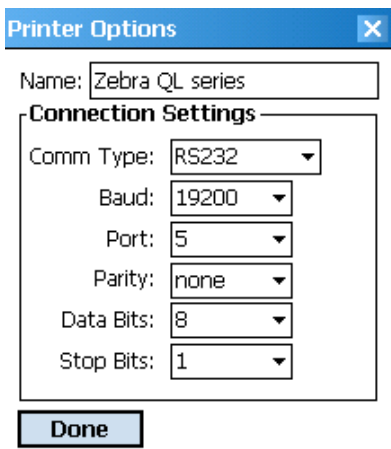 Printer Options
Name: Zebra QL series
Connection Settings
Comm Type: RS232
Baud: 19200
Port: 5
Parity: none
Data Bits: 8
Stop Bits: 1
Done